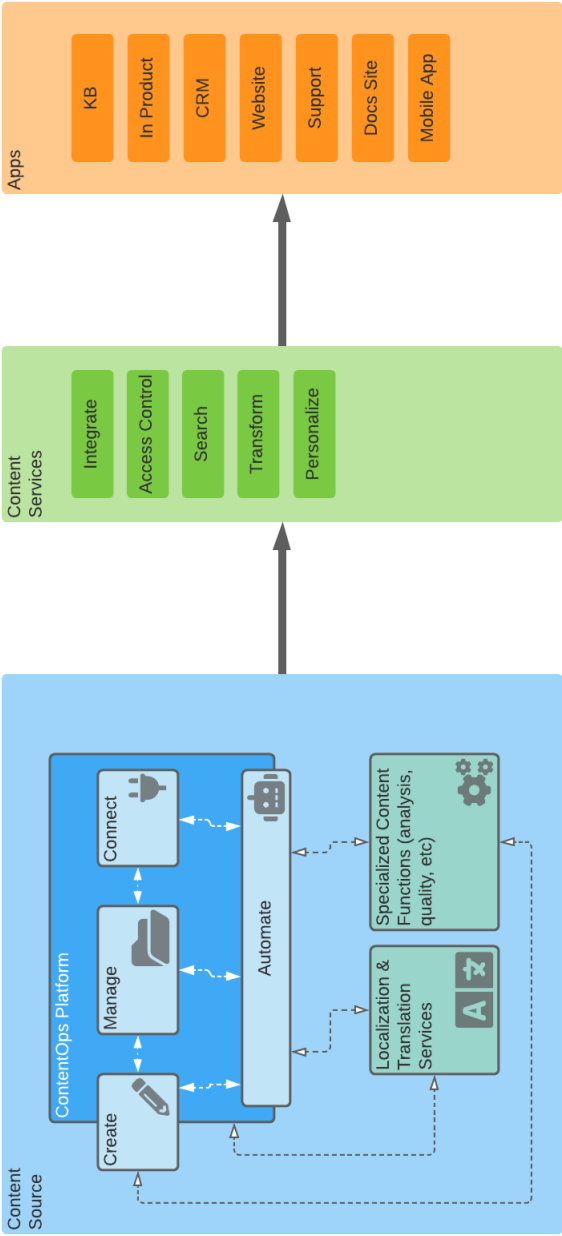 Content
Source
ContentOps Platform
Create
Manage
Connect
Automate
Localization &
Translation
Services
Specialized Content
Functions (analysis,
quality, etc)
Content
Services
Integrate
Access Control
Search
Transform
Personalize
Apps
KB
In Product
CRM
Website
Support
Docs Site
Mobile App